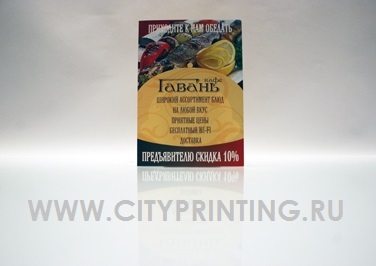 ПРИХОДИТЕ К НАМ ОБЕДАТЬ
кафе
Гавань
ШИРОКИЙ АССОРТИМЕНТ БЛЮД
НА ЛЮБОЙ ВКУС
ПРИЯТНЫЕ ЦЕНЫ
БЕСПЛАТНЫЙ WI-FI
ДОСТАВКА
ПРЕДЪЯВИТЕЛЮ СКИДКА 10%
WWW.CITYPRINTING.RU